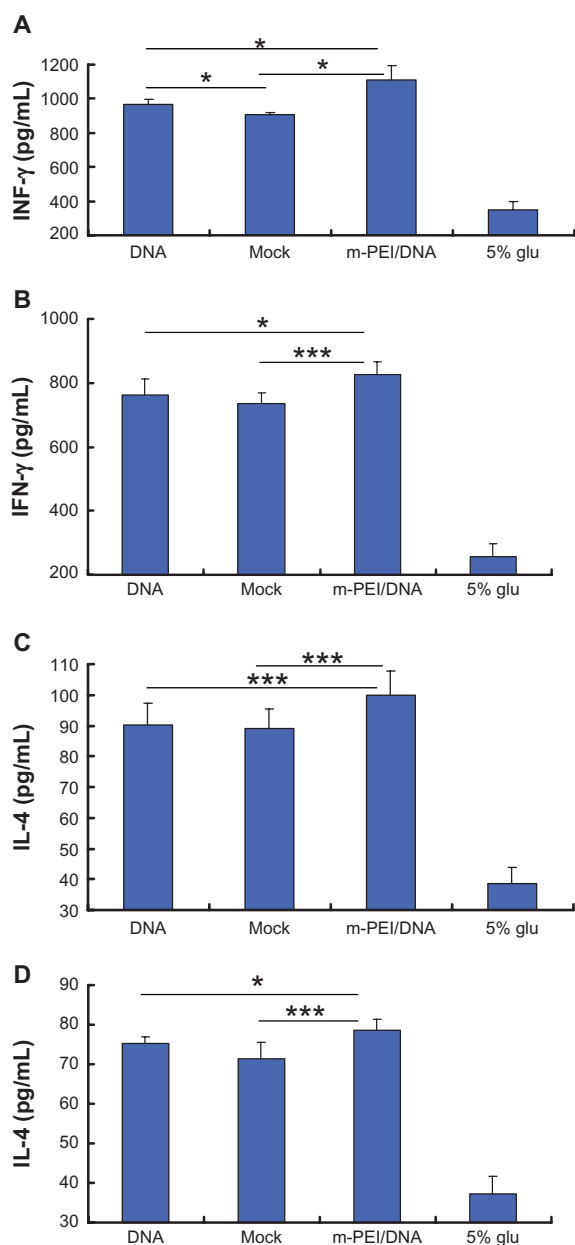 A
*
*
*
INF-γ (pg/mL)
1200
1000
800
600
400
200
DNA
Mock
m-PEI/DNA
5% glu
B
*
***
IFN-γ (pg/mL)
1000
800
600
400
200
DNA
Mock
m-PEI/DNA
5% glu
C
***
***
IL-4 (pg/mL)
110
100
90
80
70
60
50
40
30
DNA
Mock
m-PEI/DNA
5% glu
D
*
***
IL-4 (pg/mL)
90
80
70
60
50
40
30
DNA
Mock
m-PEI/DNA
5% glu